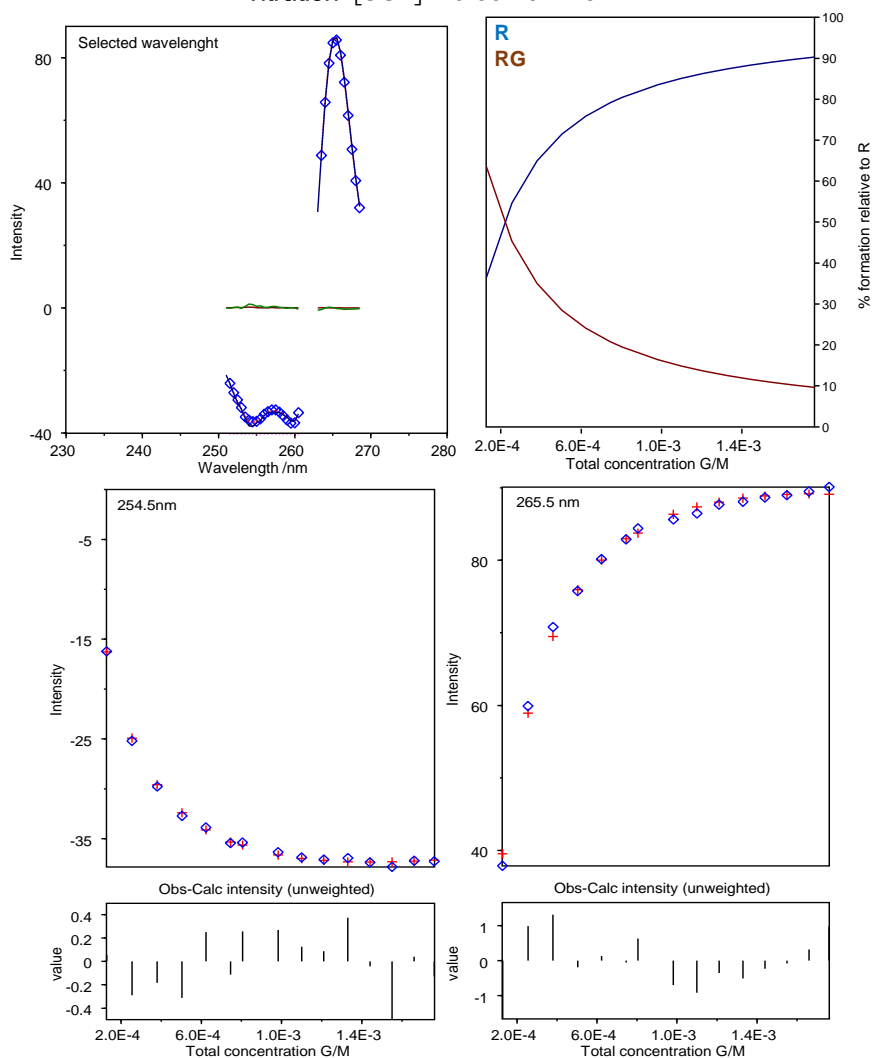 Selected wavelenght
80
40
0
-40
Intensity
230
240
250
260
270
280
Wavelength /nm
R
RG
100
90
80
70
60
50
40
30
20
10
0
% formation relative to R
2.0E-4
6.0E-4
1.0E-3
1.4E-3
Total concentration G/M
254.5nm
-5
-15
-25
-35
Intensity
265.5 nm
80
60
40
Intensity
Obs-Calc intensity (unweighted)
0.4
0.2
0
-0.2
-0.4
value
2.0E-4
6.0E-4
1.0E-3
1.4E-3
Total concentration G/M
Obs-Calc intensity (unweighted)
1
0
-1
value
2.0E-4
6.0E-4
1.0E-3
1.4E-3
Total concentration G/M